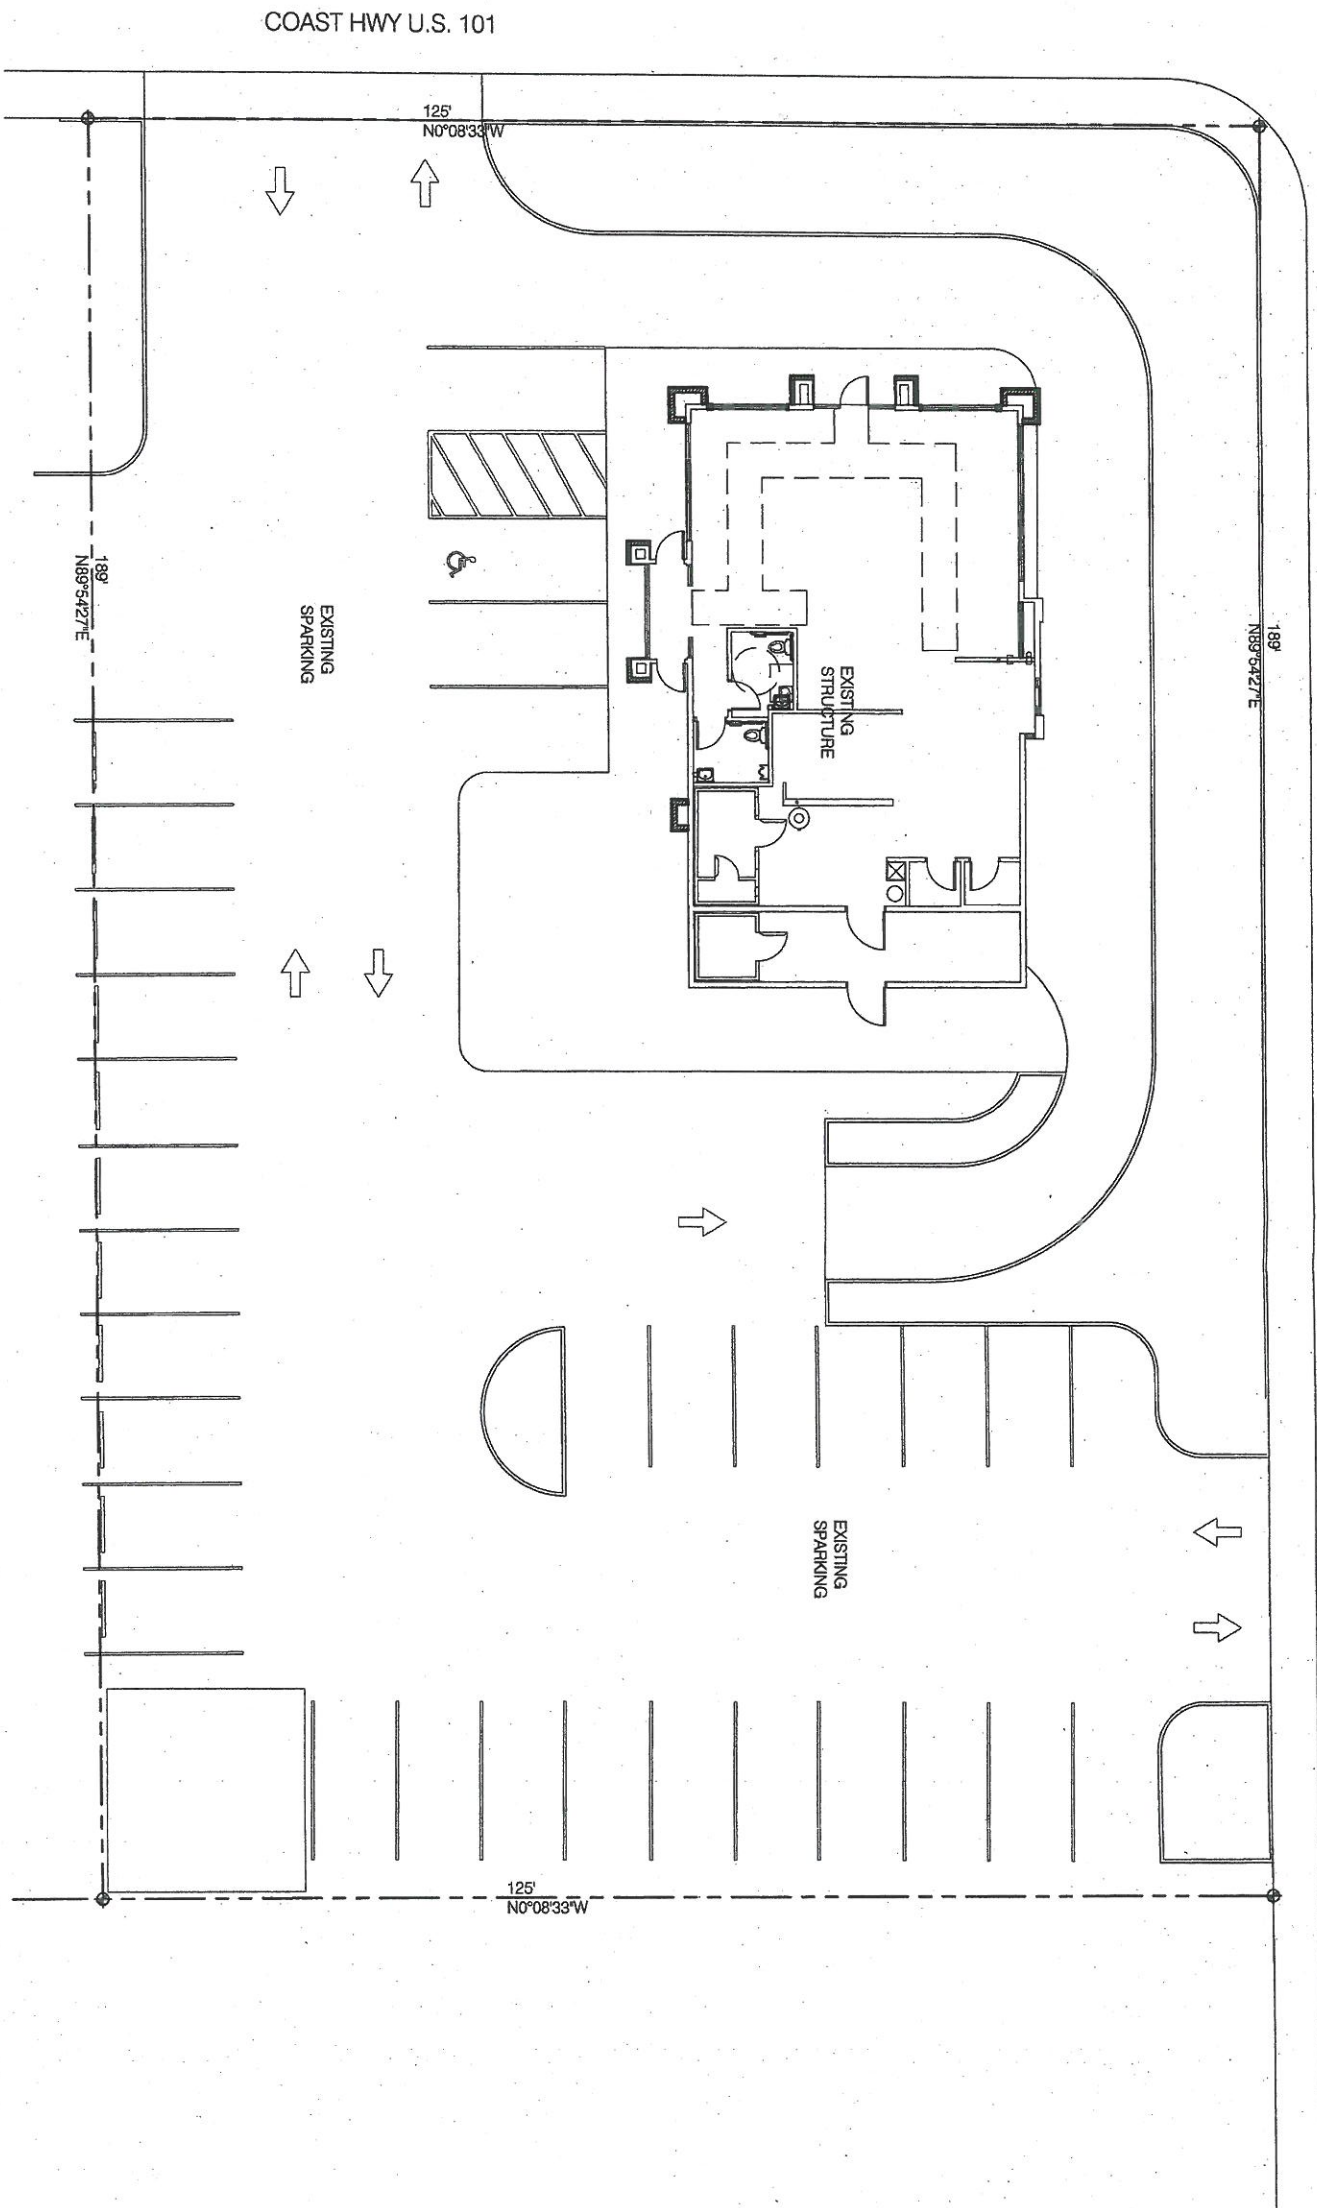 COAST HWY U.S. 101
125'
N0°08'33"W
189'
N89°54'27"E
EXISTING
SPARKING
EXISTING
STRUCTURE
189'
N89°54'27"E
EXISTING
SPARKING
125'
N0°08'33"W